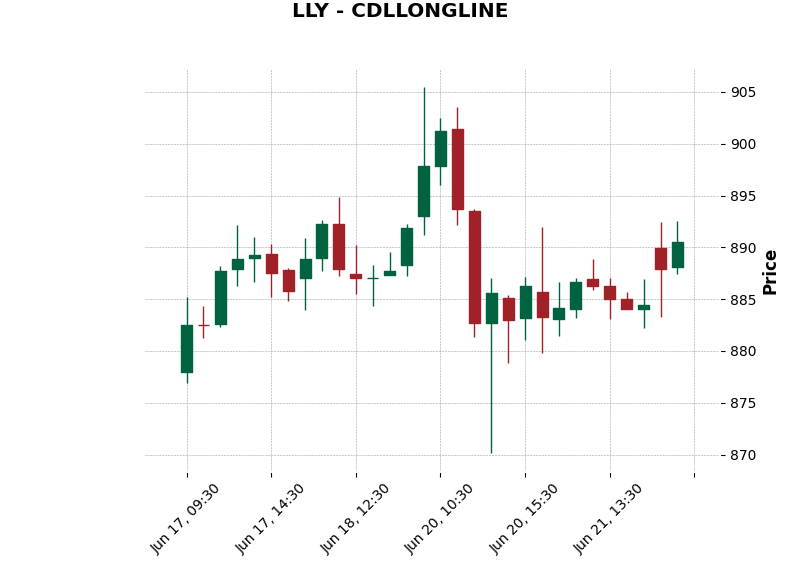 LLY - CDLLONGLINE
905
900
895
890
885
880
875
870
Price
Jun 17, 09:30
Jun 17, 14:30
Jun 18, 12:30
Jun 20, 10:30
Jun 20, 15:30
Jun 21, 13:30